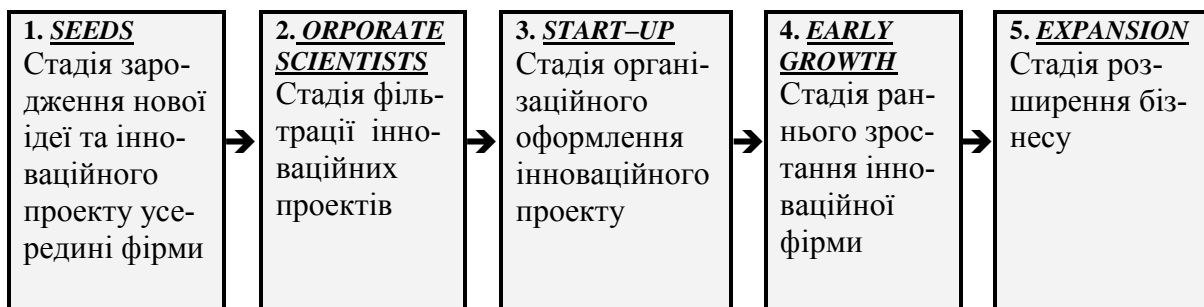 1. SEEDS
Стадія заро-
дження нової
ідеї та інно-
ваційного
проекту усе-
редині фірми
2. ORPORATE
SCIENTISTS
Стадія філь-
трації інно-
ваційних
проектів
3. START–UP
Стадія органі-
заційного
оформлення
інноваційного
проекту
4. EARLY
GROWTH
Стадія ран-
нього зрос-
тання інно-
ваційної
фірми
5. EXPANSION
Стадія роз-
ширення біз-
несу